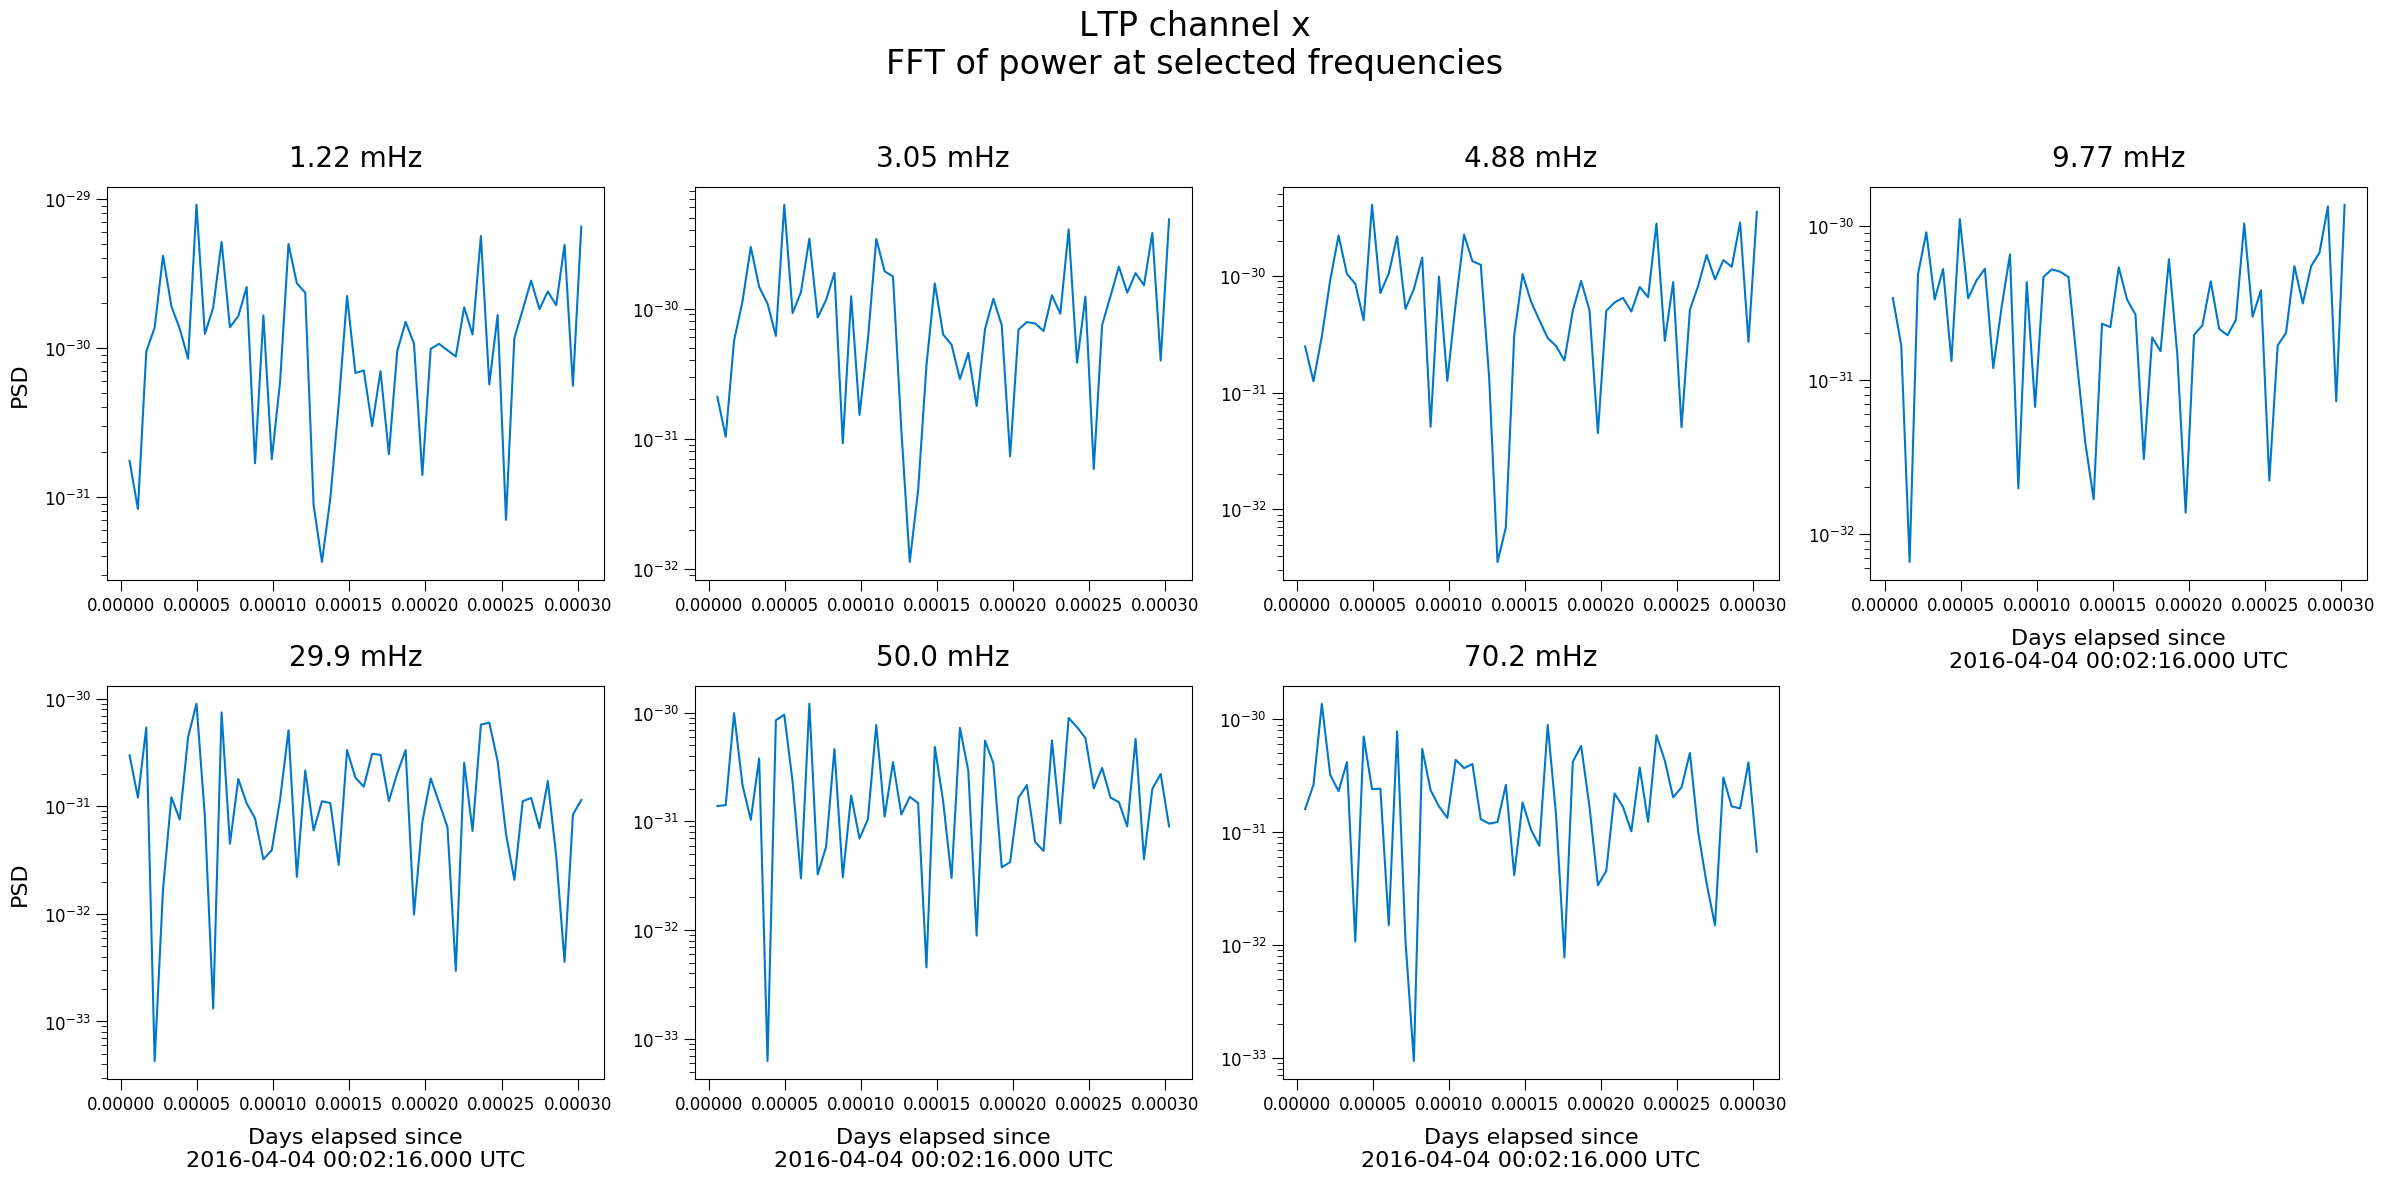 LTP channel x
FFT of power at selected frequencies
1.22 mHz
3.05 mHz
4.88 mHz
9.77 mHz
PSD
10⁻²⁹
10⁻³⁰
10⁻³¹
0.00000 0.00005 0.00010 0.00015 0.00020 0.00025 0.00030
10⁻³⁰
10⁻³¹
10⁻³²
0.00000 0.00005 0.00010 0.00015 0.00020 0.00025 0.00030
10⁻³⁰
10⁻³¹
10⁻³²
0.00000 0.00005 0.00010 0.00015 0.00020 0.00025 0.00030
10⁻³⁰
10⁻³¹
10⁻³²
0.00000 0.00005 0.00010 0.00015 0.00020 0.00025 0.00030
Days elapsed since
2016-04-04 00:02:16.000 UTC
29.9 mHz
50.0 mHz
70.2 mHz
PSD
10⁻³⁰
10⁻³¹
10⁻³²
10⁻³³
0.00000 0.00005 0.00010 0.00015 0.00020 0.00025 0.00030
Days elapsed since
2016-04-04 00:02:16.000 UTC
10⁻³⁰
10⁻³¹
10⁻³²
10⁻³³
0.00000 0.00005 0.00010 0.00015 0.00020 0.00025 0.00030
Days elapsed since
2016-04-04 00:02:16.000 UTC
10⁻³⁰
10⁻³¹
10⁻³²
10⁻³³
0.00000 0.00005 0.00010 0.00015 0.00020 0.00025 0.00030
Days elapsed since
2016-04-04 00:02:16.000 UTC